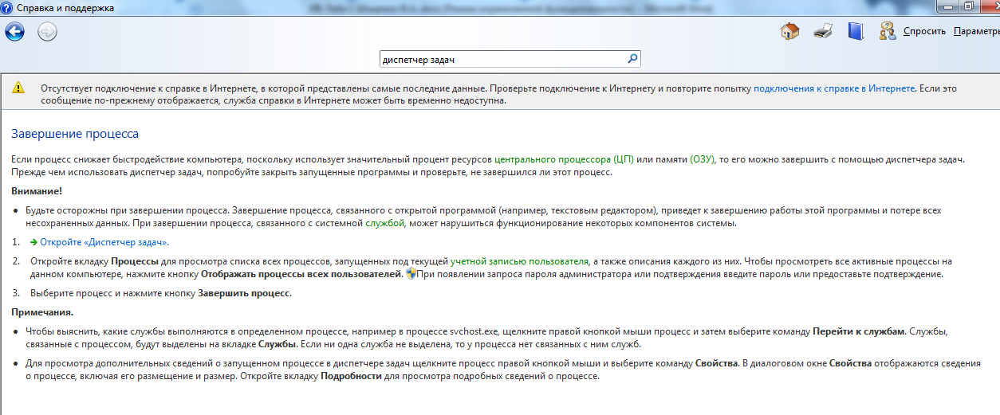 Справка и поддержка
Спросить Параметры
диспетчер задач
Отсутствует подключение к справке в Интернете, в которой представлены самые последние данные. Проверьте подключение к Интернету и повторите попытку подключения к справке в Интернете. Если это
сообщение по-прежнему отображается, служба справки в Интернете может быть временно недоступна.
Завершение процесса
Если процесс снижает быстродействие компьютера, поскольку использует значительный процент ресурсов центрального процессора (ЦП) или памяти (ОЗУ), то его можно завершить с помощью диспетчера задач.
Прежде чем использовать диспетчер задач, попробуйте закрыть запущенные программы и проверьте, не завершился ли этот процесс.
Внимание!
• Будьте осторожны при завершении процесса. Завершение процесса, связанного с открытой программой (например, текстовым редактором), приведет к завершению работы этой программы и потере всех
несохраненных данных. При завершении процесса, связанного с системной службой, может нарушиться функционирование некоторых компонентов системы.
1. Откройте «Диспетчер задач».
2. Откройте вкладку Процессы для просмотра списка всех процессов, запущенных под текущей учетной записью пользователя, а также описания каждого из них. Чтобы просмотреть все активные процессы на
данном компьютере, нажмите кнопку Отображать процессы всех пользователей. При появлении запроса пароля администратора или подтверждения введите пароль или предоставьте подтверждение.
3. Выберите процесс и нажмите кнопку Завершить процесс.
Примечания.
• Чтобы выяснить, какие службы выполняются в определенном процессе, например в процессе svchost.exe, щелкните правой кнопкой мыши процесс и затем выберите команду Перейти к службам. Службы,
связанные с процессом, будут выделены на вкладке Службы. Если ни одна служба не выделена, то у процесса нет связанных с ним служб.
• Для просмотра дополнительных сведений о запущенном процессе в диспетчере задач щелкните процесс правой кнопкой мыши и выберите команду Свойства. В диалоговом окне Свойства отображаются сведения
о процессе, включая его размещение и размер. Откройте вкладку Подробности для просмотра подробных сведений о процессе.